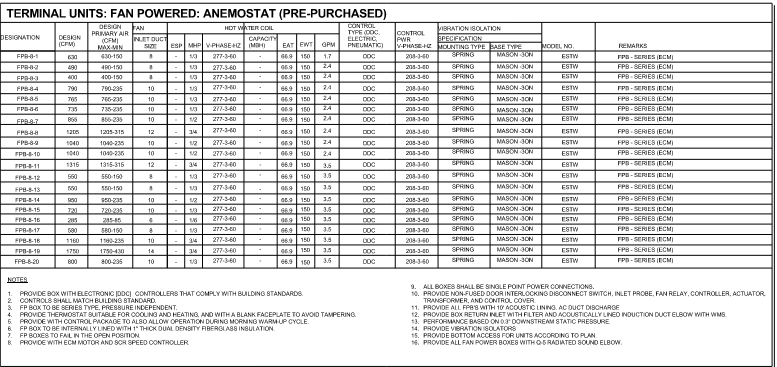 TERMINAL UNITS: FAN POWERED: ANEMOSTAT (PRE-PURCHASED)
DESIGNATION DESIGN (CFM) DESIGN PRIMARY AIR (CFM) MAX-MIN FAN INLET DUCT SIZE ESP MHP V-PHASE-HZ HOT WATER COIL CAPACITY (MBH) EAT EWT GPM CONTROL TYPE (DDC, ELECTRIC, PNEUMATIC) CONTROL PWR V-PHASE-HZ VIBRATION ISOLATION SPECIFICATION MOUNTING TYPE BASE TYPE MODEL NO. REMARKS
FPB-8-1 630 630-150 8 - 1/3 277-3-60 - 66.9 150 1.7 DDC 208-3-60 SPRING MASON -3ON ESTW FPB - SERIES (ECM)
FPB-8-2 490 490-150 8 - 1/3 277-3-60 - 66.9 150 2.4 DDC 208-3-60 SPRING MASON -3ON ESTW FPB - SERIES (ECM)
FPB-8-3 400 400-150 8 - 1/3 277-3-60 - 66.9 150 2.4 DDC 208-3-60 SPRING MASON -3ON ESTW FPB - SERIES (ECM)
FPB-8-4 790 790-235 10 - 1/3 277-3-60 - 66.9 150 2.4 DDC 208-3-60 SPRING MASON -3ON ESTW FPB - SERIES (ECM)
FPB-8-5 765 765-235 10 - 1/3 277-3-60 - 66.9 150 2.4 DDC 208-3-60 SPRING MASON -3ON ESTW FPB - SERIES (ECM)
FPB-8-6 735 735-235 10 - 1/3 277-3-60 - 66.9 150 2.4 DDC 208-3-60 SPRING MASON -3ON ESTW FPB - SERIES (ECM)
FPB-8-7 855 855-235 10 - 1/2 277-3-60 - 66.9 150 2.4 DDC 208-3-60 SPRING MASON -3ON ESTW FPB - SERIES (ECM)
FPB-8-8 1205 1205-315 12 - 3/4 277-3-60 - 66.9 150 2.4 DDC 208-3-60 SPRING MASON -3ON ESTW FPB - SERIES (ECM)
FPB-8-9 1040 1040-235 10 - 1/2 277-3-60 - 66.9 150 2.4 DDC 208-3-60 SPRING MASON -3ON ESTW FPB - SERIES (ECM)
FPB-8-10 1040 1040-235 10 - 1/2 277-3-60 - 66.9 150 2.4 DDC 208-3-60 SPRING MASON -3ON ESTW FPB - SERIES (ECM)
FPB-8-11 1315 1315-315 12 - 3/4 277-3-60 - 66.9 150 3.5 DDC 208-3-60 SPRING MASON -3ON ESTW FPB - SERIES (ECM)
FPB-8-12 550 550-150 8 - 1/3 277-3-60 - 66.9 150 3.5 DDC 208-3-60 SPRING MASON -3ON ESTW FPB - SERIES (ECM)
FPB-8-13 550 550-150 8 - 1/3 277-3-60 - 66.9 150 3.5 DDC 208-3-60 SPRING MASON -3ON ESTW FPB - SERIES (ECM)
FPB-8-14 950 950-235 10 - 1/2 277-3-60 - 66.9 150 3.5 DDC 208-3-60 SPRING MASON -3ON ESTW FPB - SERIES (ECM)
FPB-8-15 720 720-235 10 - 1/3 277-3-60 - 66.9 150 3.5 DDC 208-3-60 SPRING MASON -3ON ESTW FPB - SERIES (ECM)
FPB-8-16 285 285-85 6 - 1/6 277-3-60 - 66.9 150 3.5 DDC 208-3-60 SPRING MASON -3ON ESTW FPB - SERIES (ECM)
FPB-8-17 580 580-150 8 - 1/3 277-3-60 - 66.9 150 3.5 DDC 208-3-60 SPRING MASON -3ON ESTW FPB - SERIES (ECM)
FPB-8-18 1160 1160-235 10 - 3/4 277-3-60 - 66.9 150 3.5 DDC 208-3-60 SPRING MASON -3ON ESTW FPB - SERIES (ECM)
FPB-8-19 1750 1750-430 14 - 3/4 277-3-60 - 66.9 150 3.5 DDC 208-3-60 SPRING MASON -3ON ESTW FPB - SERIES (ECM)
FPB-8-20 800 800-235 10 - 1/3 277-3-60 - 66.9 150 3.5 DDC 208-3-60 SPRING MASON -3ON ESTW FPB - SERIES (ECM)
NOTES
1. PROVIDE BOX WITH ELECTRONIC [DDC] CONTROLLERS THAT COMPLY WITH BUILDING STANDARDS.
2. CONTROLS SHALL MATCH BUILDING STANDARD.
3. FP BOX TO BE SERIES TYPE, PRESSURE INDEPENDENT.
4. PROVIDE THERMOSTAT SUITABLE FOR COOLING AND HEATING, AND WITH A BLANK FACEPLATE TO AVOID TAMPERING.
5. PROVIDE WITH CONTROL PACKAGE TO ALSO ALLOW OPERATION DURING MORNING WARM-UP CYCLE.
6. FP BOX TO BE INTERNALLY LINED WITH 1" THICK DUAL DENSITY FIBERGLASS INSULATION.
7. FP BOXES TO FAIL IN THE OPEN POSITION.
8. PROVIDE WITH ECM MOTOR AND SCR SPEED CONTROLLER.
9. ALL BOXES SHALL BE SINGLE POINT POWER CONNECTIONS.
10. PROVIDE NON-FUSED DOOR INTERLOCKING DISCONNECT SWITCH, INLET PROBE, FAN RELAY, CONTROLLER, ACTUATOR,
TRANSFORMER, AND CONTROL COVER.
11. PROVIDE ALL FPB'S WITH 10' ACOUSTIC LINING, AC DUCT DISCHARGE
12. PROVIDE BOX RETURN INLET WITH FILTER AND ACOUSTICALLY LINED INDUCTION DUCT ELBOW WITH WMS.
13. PERFORMANCE BASED ON 0.3" DOWNSTREAM STATIC PRESSURE.
14. PROVIDE VIBRATION ISOLATORS
15. PROVIDE BOTTOM ACCESS FOR UNITS ACCORDING TO PLAN
16. PROVIDE ALL FAN POWER BOXES WITH Q-5 RADIATED SOUND ELBOW.